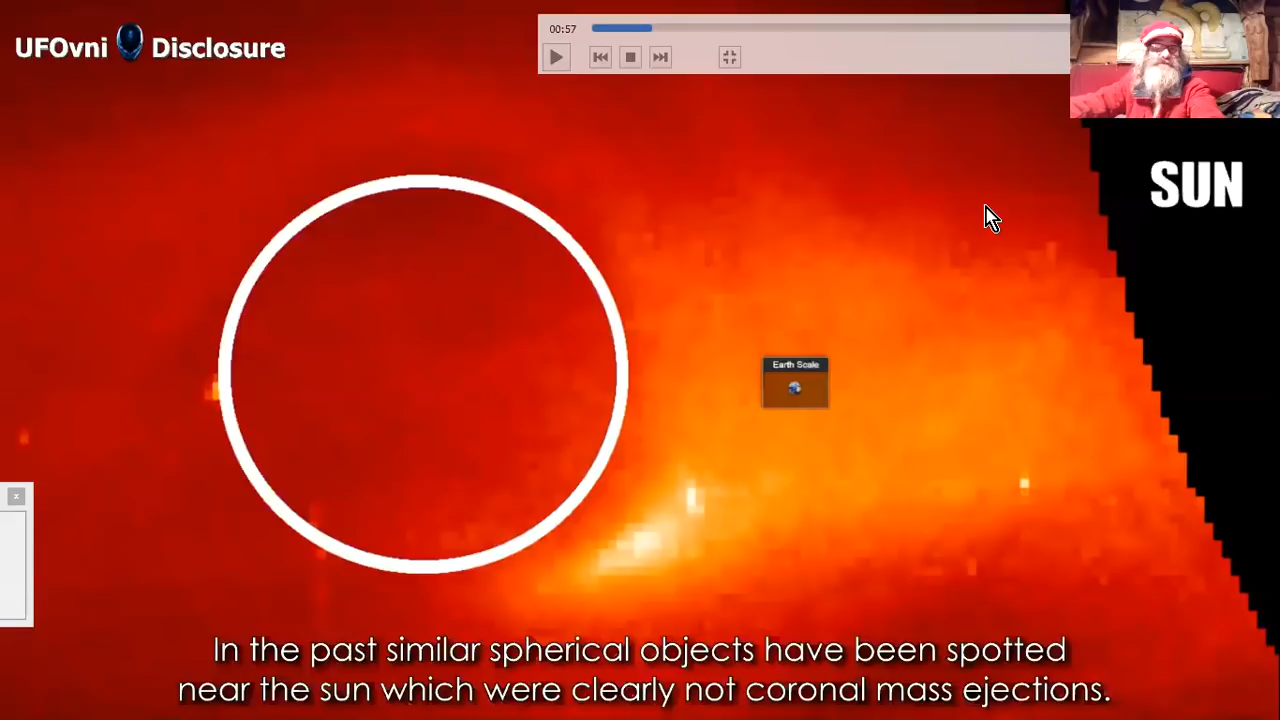 UFOvni Disclosure
00:57
SUN
Earth Scale
x
In the past similar spherical objects have been spotted
near the sun which were clearly not coronal mass ejections.